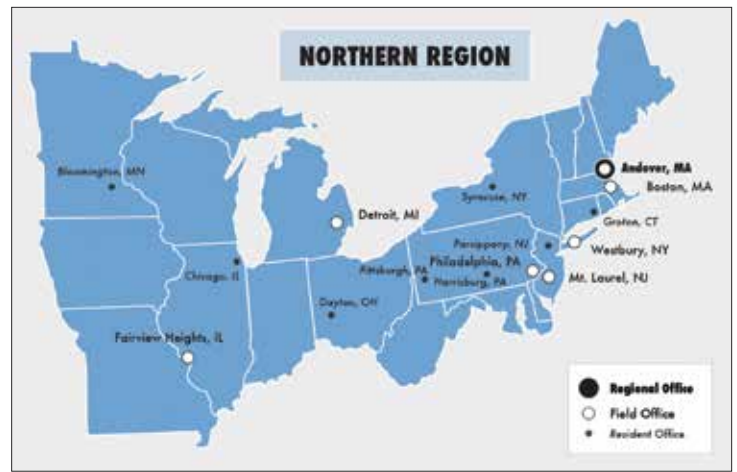 NORTHERN REGION
Bloomington, MN
Andover, MA
Boston, MA
Syracuse, NY
Groton, CT
Detroit, MI
Parsippany, NJ
Westbury, NY
Philadelphia, PA
Chicago, IL
Pittsburgh, PA
Harrisburg, PA
Mt. Laurel, NJ
Dayton, OH
Fairview Heights, IL
Regional Office
Field Office
Resident Office